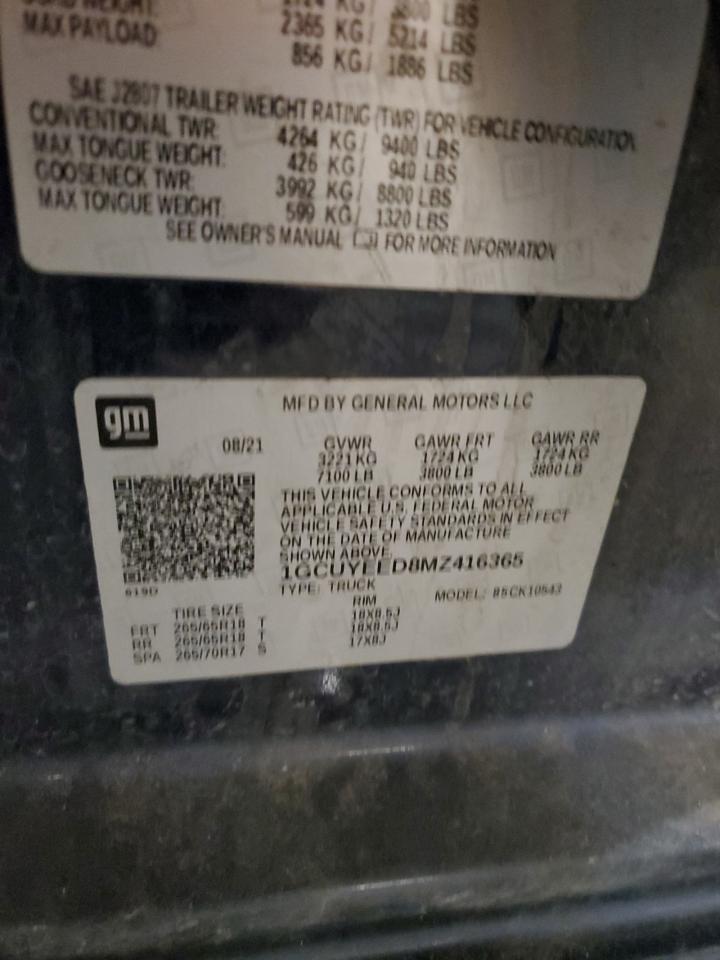 KG/ 3800 LBS
MAX PAYLOAD: 2365 KG/ 5214 LBS
856 KG/ 1886 LBS
SAE J2807 TRAILER WEIGHT RATING (TWR) FOR VEHICLE CONFIGURATION
CONVENTIONAL TWR: 4264 KG/ 9400 LBS
MAX TONGUE WEIGHT: 426 KG/ 940 LBS
GOOSENECK TWR: 3992 KG/ 8800 LBS
MAX TONGUE WEIGHT: 599 KG/ 1320 LBS
SEE OWNER'S MANUAL FOR MORE INFORMATION
gm
MFD BY GENERAL MOTORS LLC
08/21 GVWR GAWR FRT GAWR RR
3221 KG 1724 KG 1724 KG
7100 LB 3800 LB 3800 LB
THIS VEHICLE CONFORMS TO ALL
APPLICABLE U.S. FEDERAL MOTOR
VEHICLE SAFETY STANDARDS IN EFFECT
ON THE DATE OF MANUFACTURE
SHOWN ABOVE.
1GCUYEED8MZ416365
619D
TYPE: TRUCK MODEL: 85CK10543
TIRE SIZE RIM
FRT 265/65R18 T 18X8.5J
RR 265/65R18 T 18X8.5J
SPA 265/70R17 S 17X8J